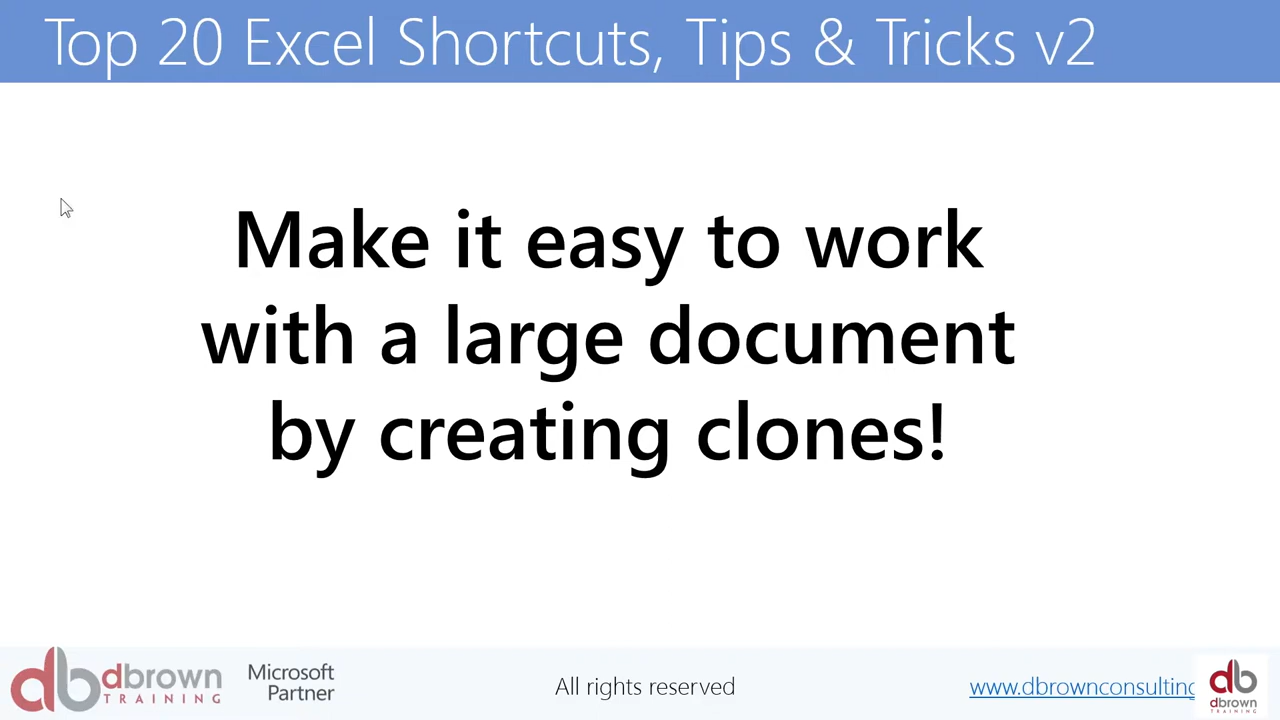 Top 20 Excel Shortcuts, Tips & Tricks v2
Make it easy to work
with a large document
by creating clones!
db dbrown
TRAINING
Microsoft
Partner
All rights reserved
www.dbrownconsulting
db
dbrown
TRAINING